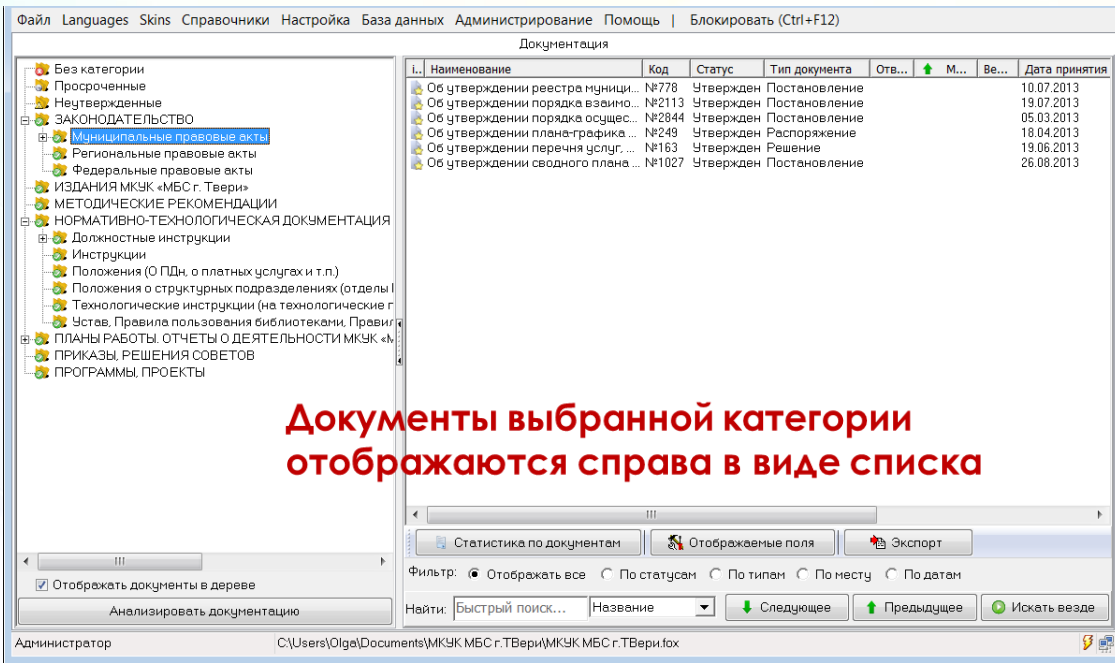 Файл Languages Skins Справочники Настройка База данных Администрирование Помощь | Блокировать (Ctrl+F12)
Документация
Без категории
Просроченные
Неутвержденные
ЗАКОНОДАТЕЛЬСТВО
Муниципальные правовые акты
Региональные правовые акты
Федеральные правовые акты
ИЗДАНИЯ МКУК «МБС г. Твери»
МЕТОДИЧЕСКИЕ РЕКОМЕНДАЦИИ
НОРМАТИВНО-ТЕХНОЛОГИЧЕСКАЯ ДОКУМЕНТАЦИЯ
Должностные инструкции
Инструкции
Положения (О ПДн, о платных услугах и т.п.)
Положения о структурных подразделениях (отделы
Технологические инструкции (на технологические г
Устав, Правила пользования библиотеками, Правил
ПЛАНЫ РАБОТЫ. ОТЧЕТЫ О ДЕЯТЕЛЬНОСТИ МКУК «М
ПРИКАЗЫ, РЕШЕНИЯ СОВЕТОВ
ПРОГРАММЫ, ПРОЕКТЫ
Отображать документы в дереве
Анализировать документацию
i.. Наименование Код Статус Тип документа Отв... М... Ве... Дата принятия
Об утверждении реестра муници... №778 Утвержден Постановление 10.07.2013
Об утверждении порядка взаимо... №2113 Утвержден Постановление 19.07.2013
Об утверждении порядка осущес... №2844 Утвержден Постановление 05.03.2013
Об утверждении плана-графика ... №249 Утвержден Распоряжение 18.04.2013
Об утверждении перечня услуг, ... №163 Утвержден Решение 19.06.2013
Об утверждении сводного плана ... №1027 Утвержден Постановление 26.08.2013
Документы выбранной категории
отображаются справа в виде списка
Статистика по документам Отображаемые поля Экспорт
Фильтр: Отображать все По статусам По типам По месту По датам
Найти: Быстрый поиск... Название Следующее Предыдущее Искать везде
Администратор C:\Users\Olga\Documents\МКУК МБС г.ТВери\МКУК МБС г.ТВери.fox